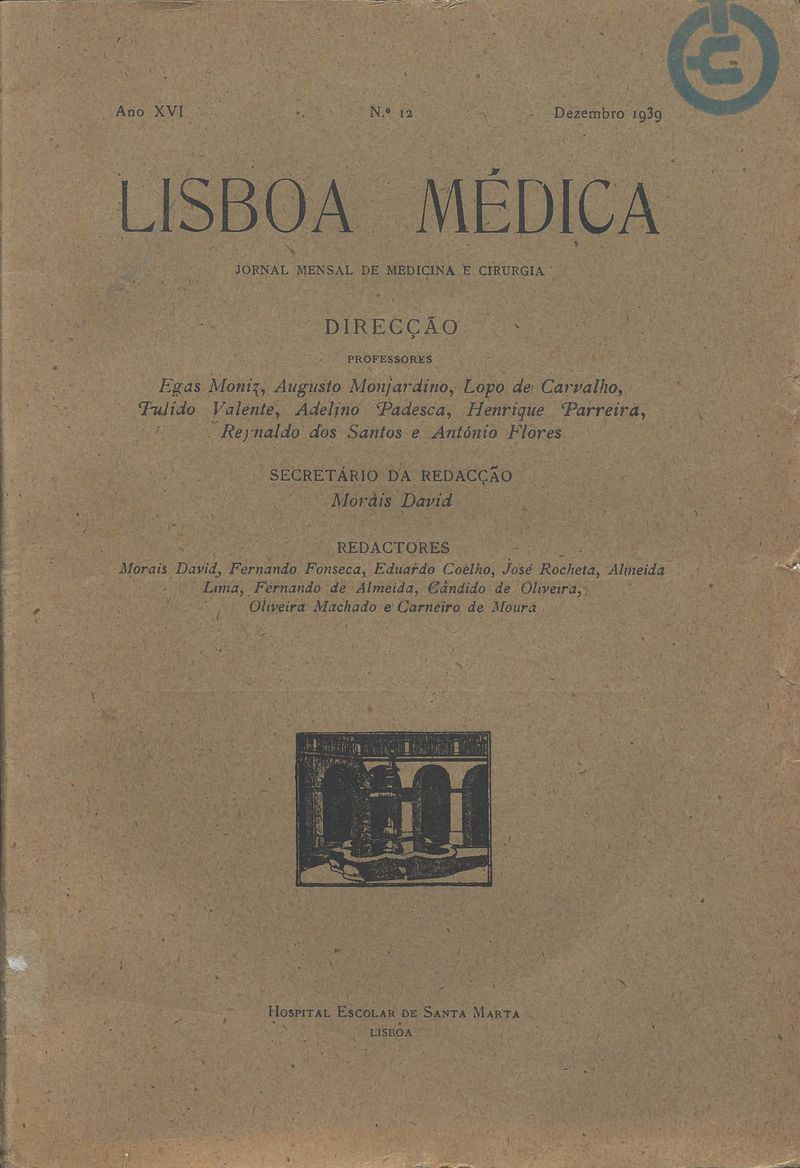 Ano XVI N.º 12 Dezembro 1939
LISBOA MÉDICA
JORNAL MENSAL DE MEDICINA E CIRURGIA
DIRECÇÃO
PROFESSORES
Egas Moniz, Augusto Monjardino, Lopo de Carvalho,
Pulido Valente, Adelino Padesca, Henrique Parreira,
Reynaldo dos Santos e António Flores
SECRETÁRIO DA REDACÇÃO
Morais David
REDACTORES
Morais David, Fernando Fonseca, Eduardo Coelho, José Rocheta, Almeida
Lima, Fernando de Almeida, Cândido de Oliveira,
Oliveira Machado e Carneiro de Moura
HOSPITAL ESCOLAR DE SANTA MARTA
LISBOA